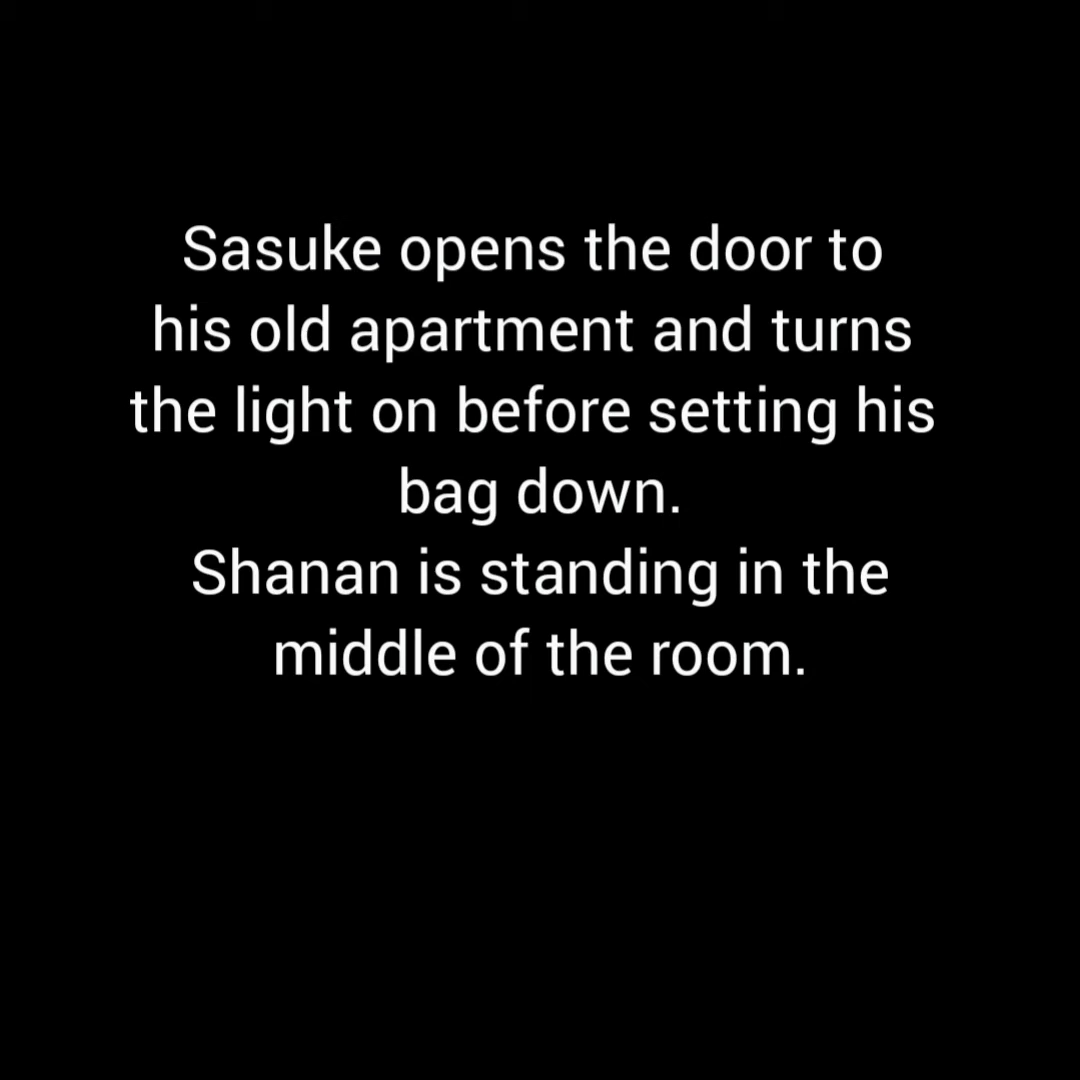 Sasuke opens the door to
his old apartment and turns
the light on before setting his
bag down.
Shanan is standing in the
middle of the room.